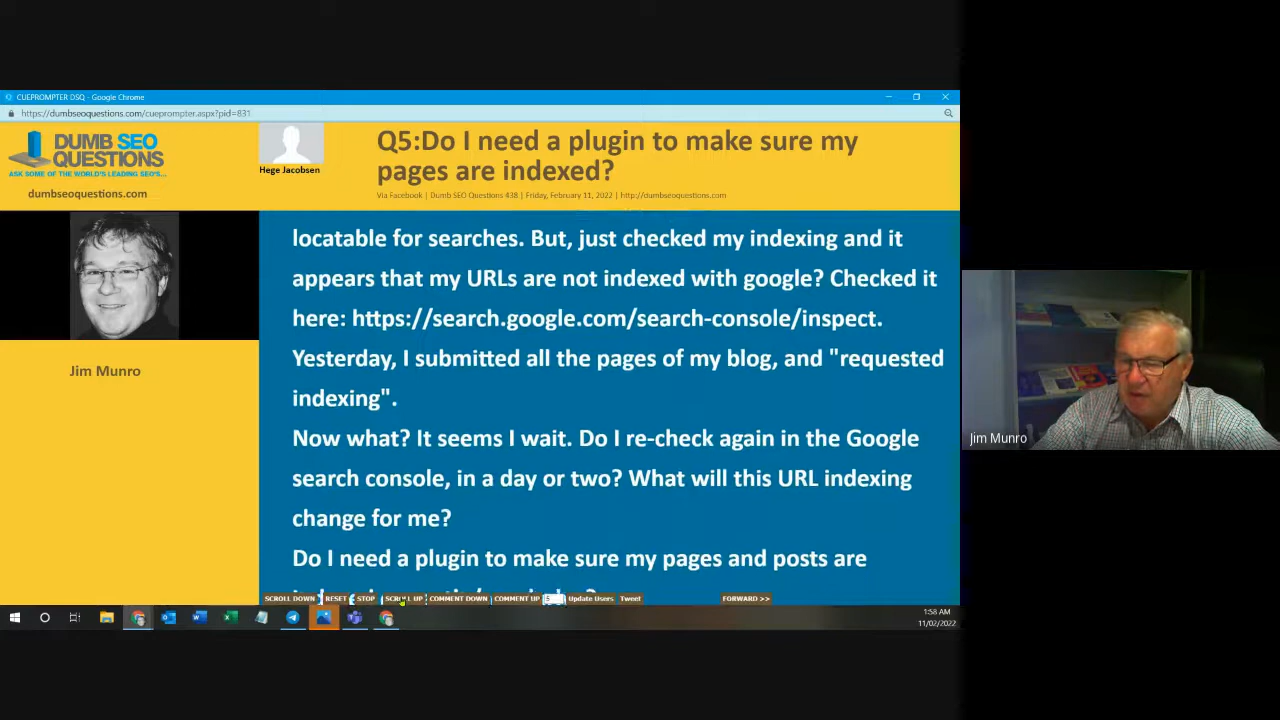 CUEPROMPTER DSQ - Google Chrome
https://dumbseoquestions.com/cueprompter.aspx?pid=831
DUMB SEO
QUESTIONS
ASK SOME OF THE WORLD'S LEADING SEO'S...
dumbseoquestions.com
Hege Jacobsen
Q5:Do I need a plugin to make sure my
pages are indexed?
Via Facebook | Dumb SEO Questions 438 | Friday, February 11, 2022 | http://dumbseoquestions.com
Jim Munro
locatable for searches. But, just checked my indexing and it
appears that my URLs are not indexed with google? Checked it
here: https://search.google.com/search-console/inspect.
Yesterday, I submitted all the pages of my blog, and "requested
indexing".
Now what? It seems I wait. Do I re-check again in the Google
search console, in a day or two? What will this URL indexing
change for me?
Do I need a plugin to make sure my pages and posts are
SCROLL DOWN RESET STOP SCROLL UP COMMENT DOWN COMMENT UP 5 Update Users Tweet FORWARD >>
1:58 AM
11/02/2022
Jim Munro